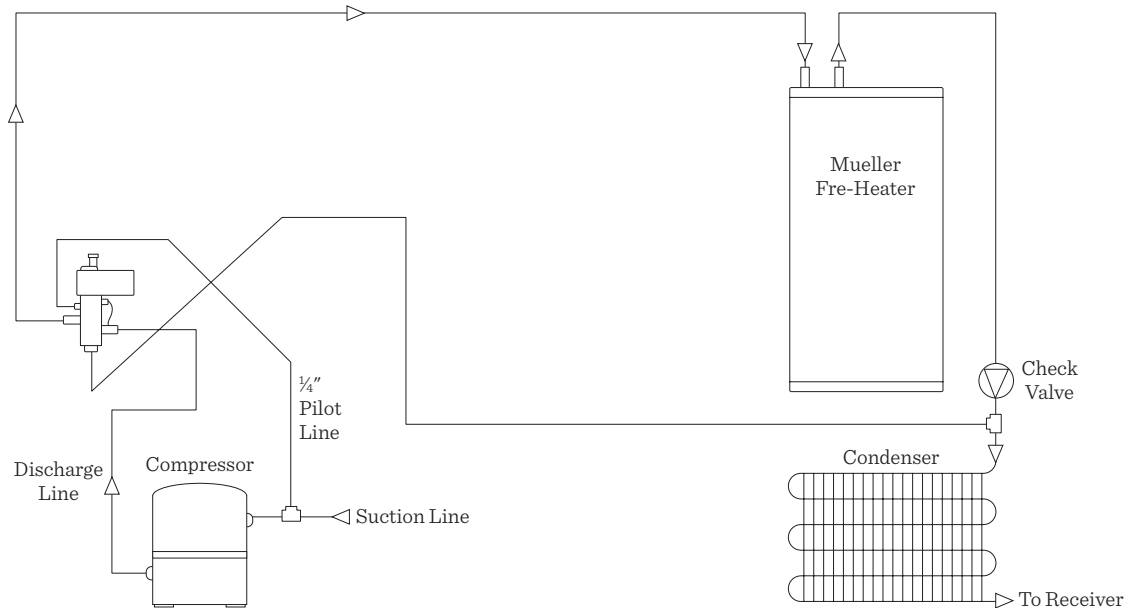 Mueller
Fre-Heater
¼"
Pilot
Line
Check
Valve
Discharge
Line
Compressor
Condenser
Suction Line
To Receiver